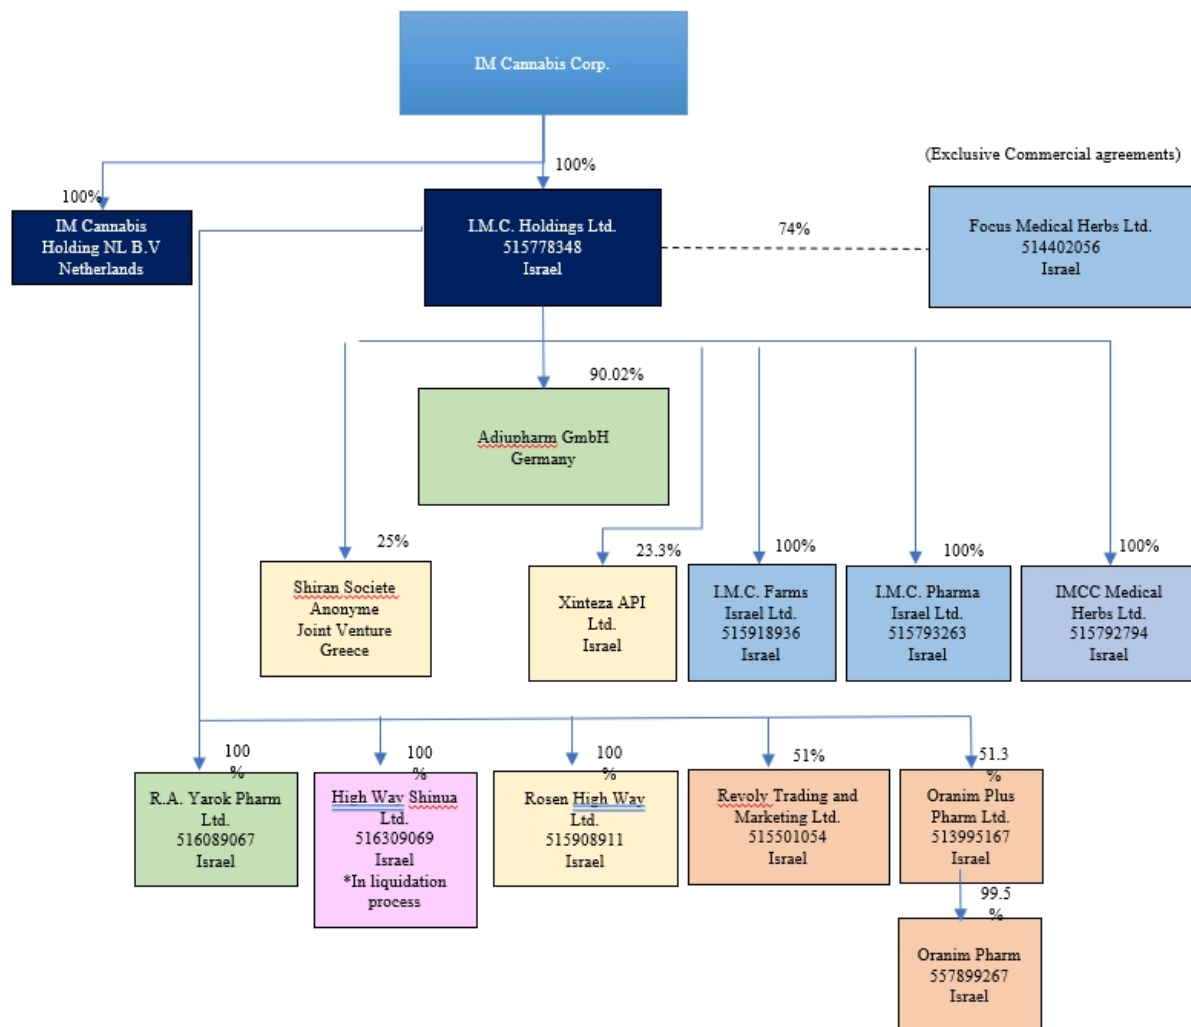 IM Cannabis Corp.
100%
100%
(Exclusive Commercial agreements)
IM Cannabis
Holding NL B.V
Netherlands
I.M.C. Holdings Ltd.
515778348
Israel
74%
Focus Medical Herbs Ltd.
514402056
Israel
90.02%
Adjupharm GmbH
Germany
25%
Shiran Societe
Anonyme
Joint Venture
Greece
23.3%
Xinteza API
Ltd.
Israel
100%
I.M.C. Farms
Israel Ltd.
515918936
Israel
100%
I.M.C. Pharma
Israel Ltd.
515793263
Israel
100%
IMCC Medical
Herbs Ltd.
515792794
Israel
100
%
R.A. Yarok Pharm
Ltd.
516089067
Israel
100
%
High Way Shinua
Ltd.
516309069
Israel
*In liquidation
process
100
%
Rosen High Way
Ltd.
515908911
Israel
51%
Revoly Trading and
Marketing Ltd.
515501054
Israel
51.3
%
Oranim Plus
Pharm Ltd.
513995167
Israel
99.5
%
Oranim Pharm
557899267
Israel